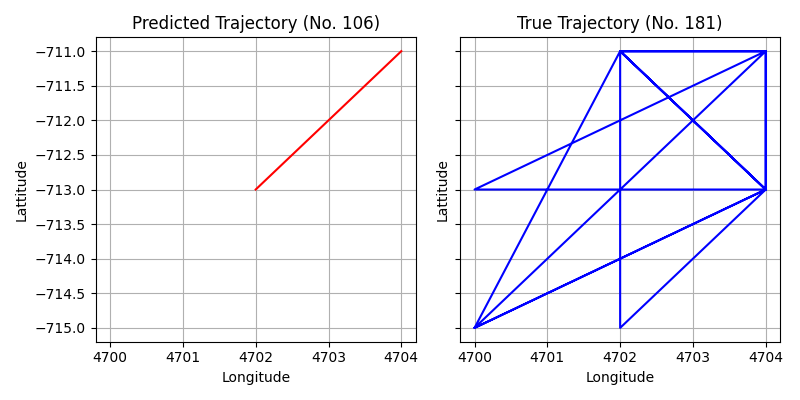 Predicted Trajectory (No. 106)
True Trajectory (No. 181)
−711.0
−711.5
−712.0
−712.5
−713.0
−713.5
−714.0
−714.5
−715.0
Lattitude
Lattitude
4700 4701 4702 4703 4704
4700 4701 4702 4703 4704
Longitude
Longitude